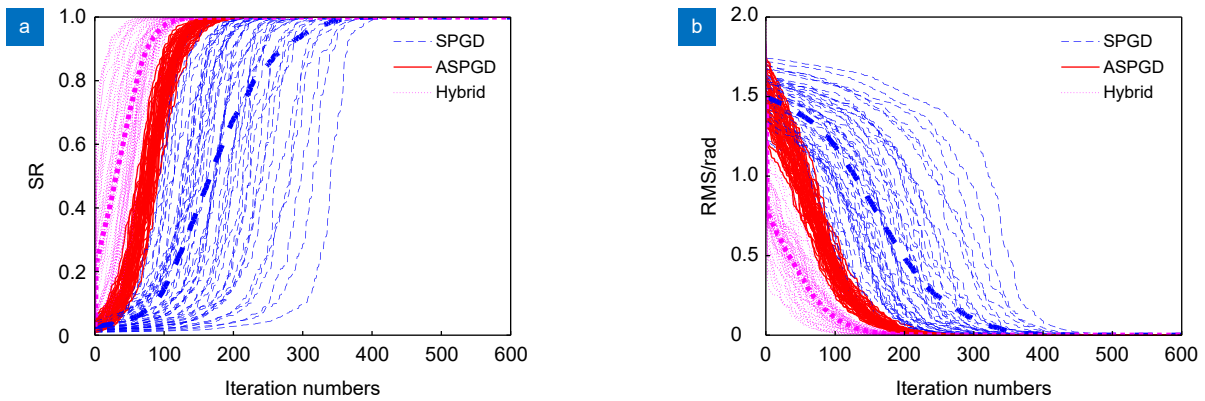 a
SR
1.0
0.8
0.6
0.4
0.2
0
0 100 200 300 400 500 600
Iteration numbers
SPGD
ASPGD
Hybrid
b
RMS/rad
2.0
1.5
1.0
0.5
0
0 100 200 300 400 500 600
Iteration numbers
SPGD
ASPGD
Hybrid